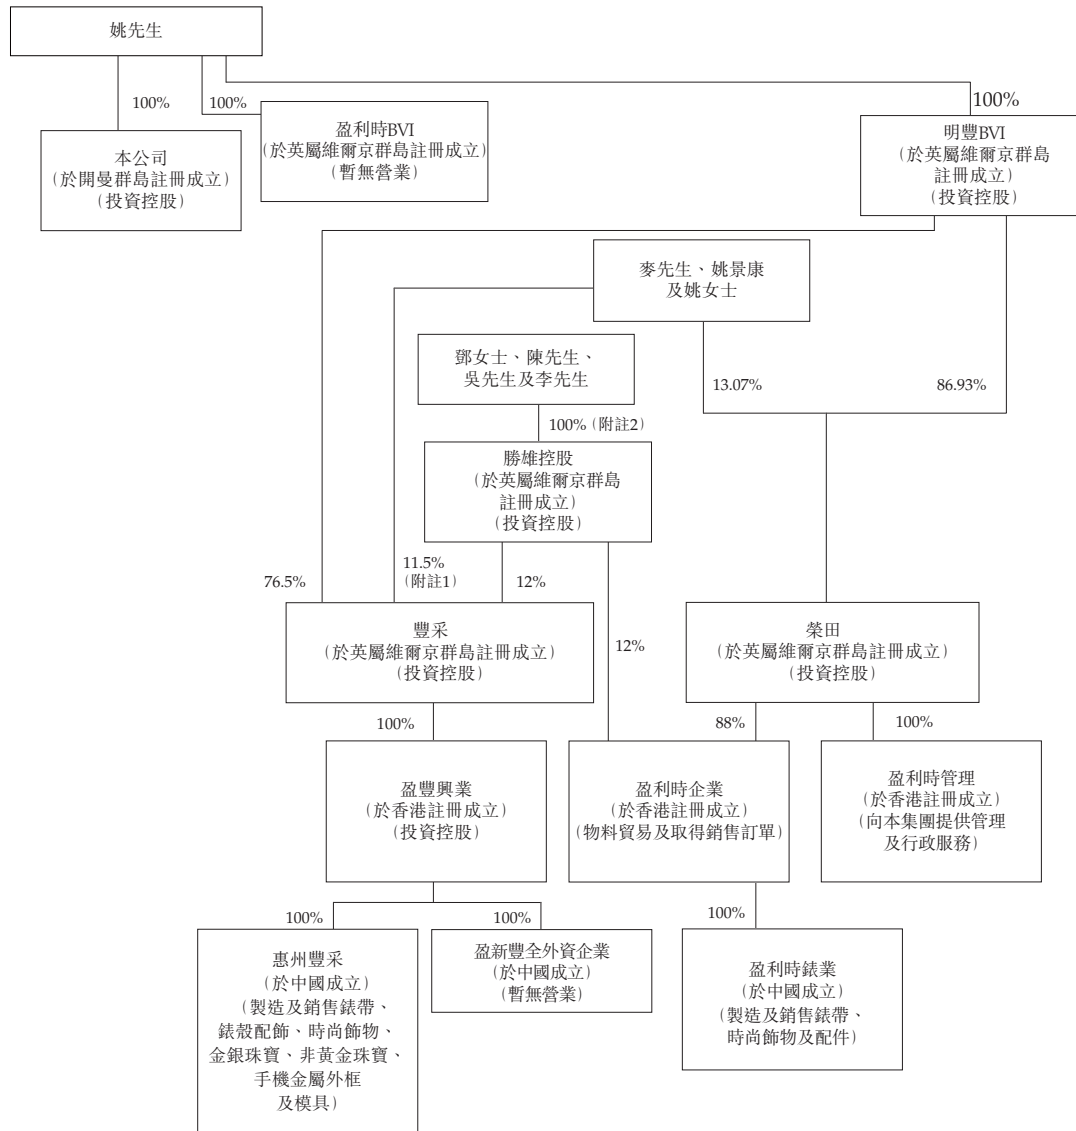 姚先生
100%
100%
100%
本公司
(於開曼群島註冊成立)
(投資控股)
盈利時BVI
(於英屬維爾京群島註冊成立)
(暫無營業)
明豐BVI
(於英屬維爾京群島
註冊成立)
(投資控股)
麥先生、姚景康
及姚女士
鄧女士、陳先生、
吳先生及李先生
13.07%
86.93%
100%(附註2)
勝雄控股
(於英屬維爾京群島
註冊成立)
(投資控股)
76.5%
11.5%
(附註1)
12%
12%
豐采
(於英屬維爾京群島註冊成立)
(投資控股)
榮田
(於英屬維爾京群島註冊成立)
(投資控股)
100%
88%
100%
盈豐興業
(於香港註冊成立)
(投資控股)
盈利時企業
(於香港註冊成立)
(物料貿易及取得銷售訂單)
盈利時管理
(於香港註冊成立)
(向本集團提供管理
及行政服務)
100%
100%
100%
惠州豐采
(於中國成立)
(製造及銷售錶帶、
錶殼配飾、時尚飾物、
金銀珠寶、非黃金珠寶、
手機金屬外框
及模具)
盈新豐全外資企業
(於中國成立)
(暫無營業)
盈利時錶業
(於中國成立)
(製造及銷售錶帶、
時尚飾物及配件)